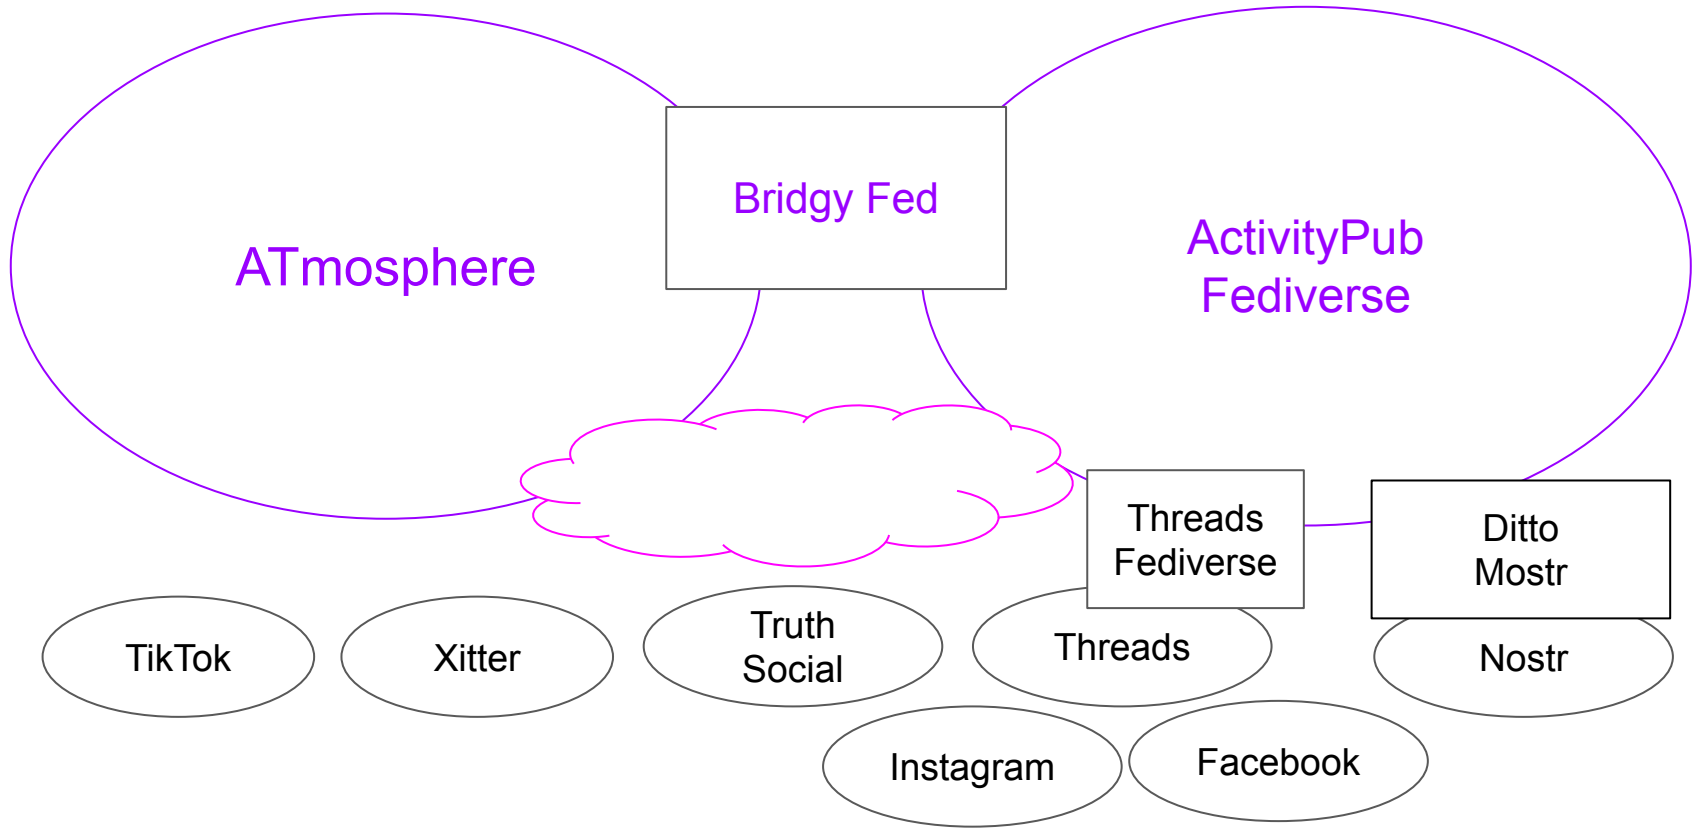 Bridgy Fed
ATmosphere
ActivityPub
Fediverse
Threads
Fediverse
Ditto
Mostr
TikTok
Xitter
Truth
Social
Threads
Nostr
Instagram
Facebook